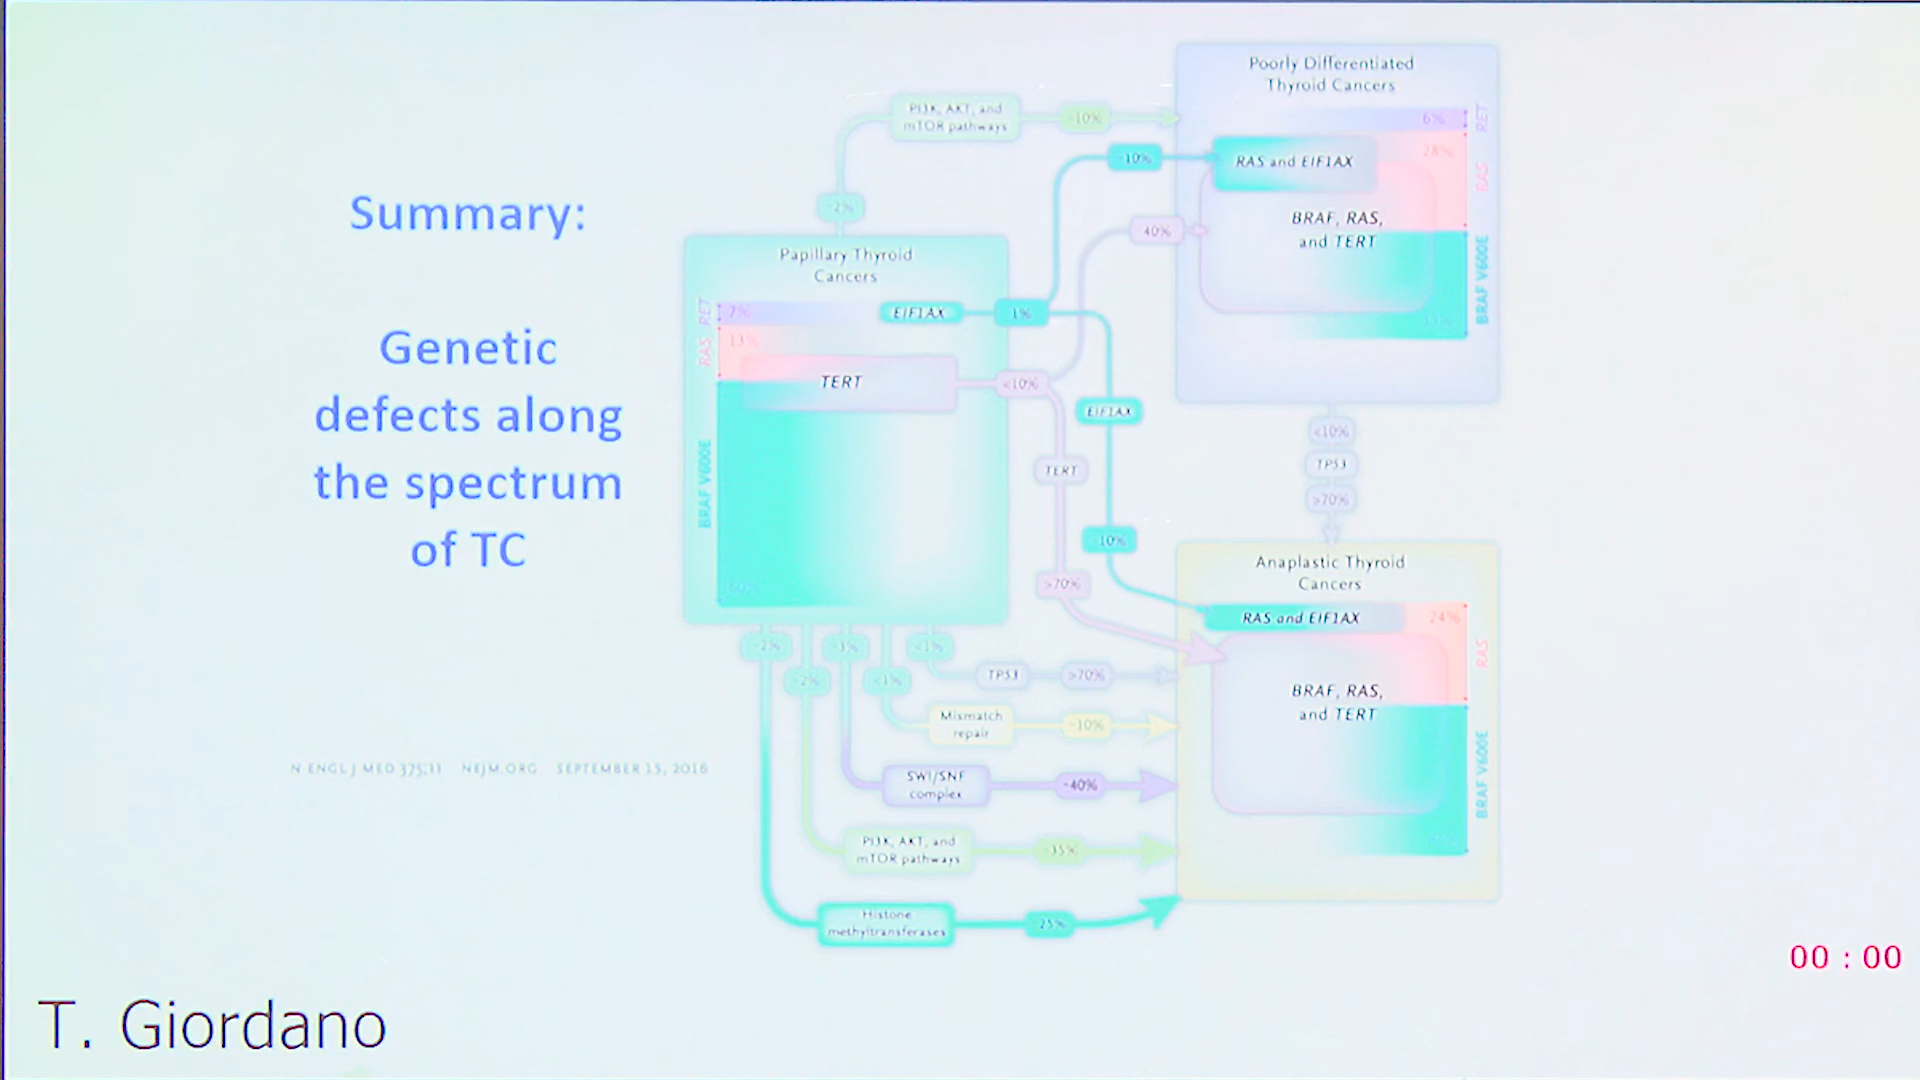 Summary:
Genetic
defects along
the spectrum
of TC
N ENGL J MED 375;11 NEJM.ORG SEPTEMBER 15, 2016
T. Giordano
00 : 00
PI3K, AKT, and
mTOR pathways
~10%
~2%
Papillary Thyroid
Cancers
RET
7%
RAS
13%
BRAF V600E
EIF1AX
1%
TERT
<10%
~10%
40%
EIF1AX
TERT
~10%
>70%
Poorly Differentiated
Thyroid Cancers
6%
RET
28%
RAS
BRAF V600E
RAS and EIF1AX
BRAF, RAS,
and TERT
<10%
TP53
>70%
Anaplastic Thyroid
Cancers
RAS and EIF1AX
24%
RAS
BRAF, RAS,
and TERT
BRAF V600E
~2%
~2%
~3%
<1%
<1%
TP53
>70%
Mismatch
repair
~10%
SWI/SNF
complex
~40%
PI3K, AKT, and
mTOR pathways
~35%
Histone
methyltransferases
~25%